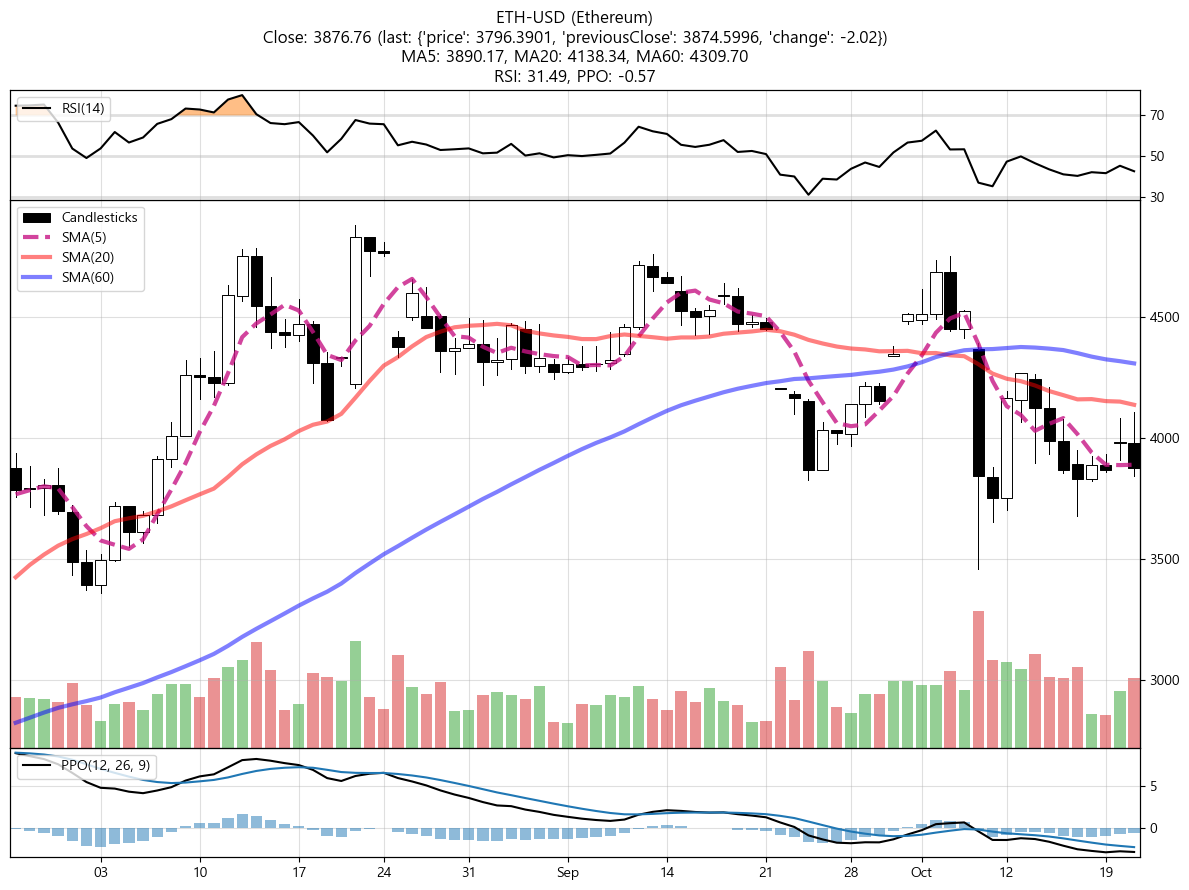 ETH-USD (Ethereum)
Close: 3876.76 (last: {'price': 3796.3901, 'previousClose': 3874.5996, 'change': -2.02})
MA5: 3890.17, MA20: 4138.34, MA60: 4309.70
RSI: 31.49, PPO: -0.57
RSI(14)
70
50
30
Candlesticks
SMA(5)
SMA(20)
SMA(60)
4500
4000
3500
3000
PPO(12, 26, 9)
5
0
03 10 17 24 31 Sep 14 21 28 Oct 12 19